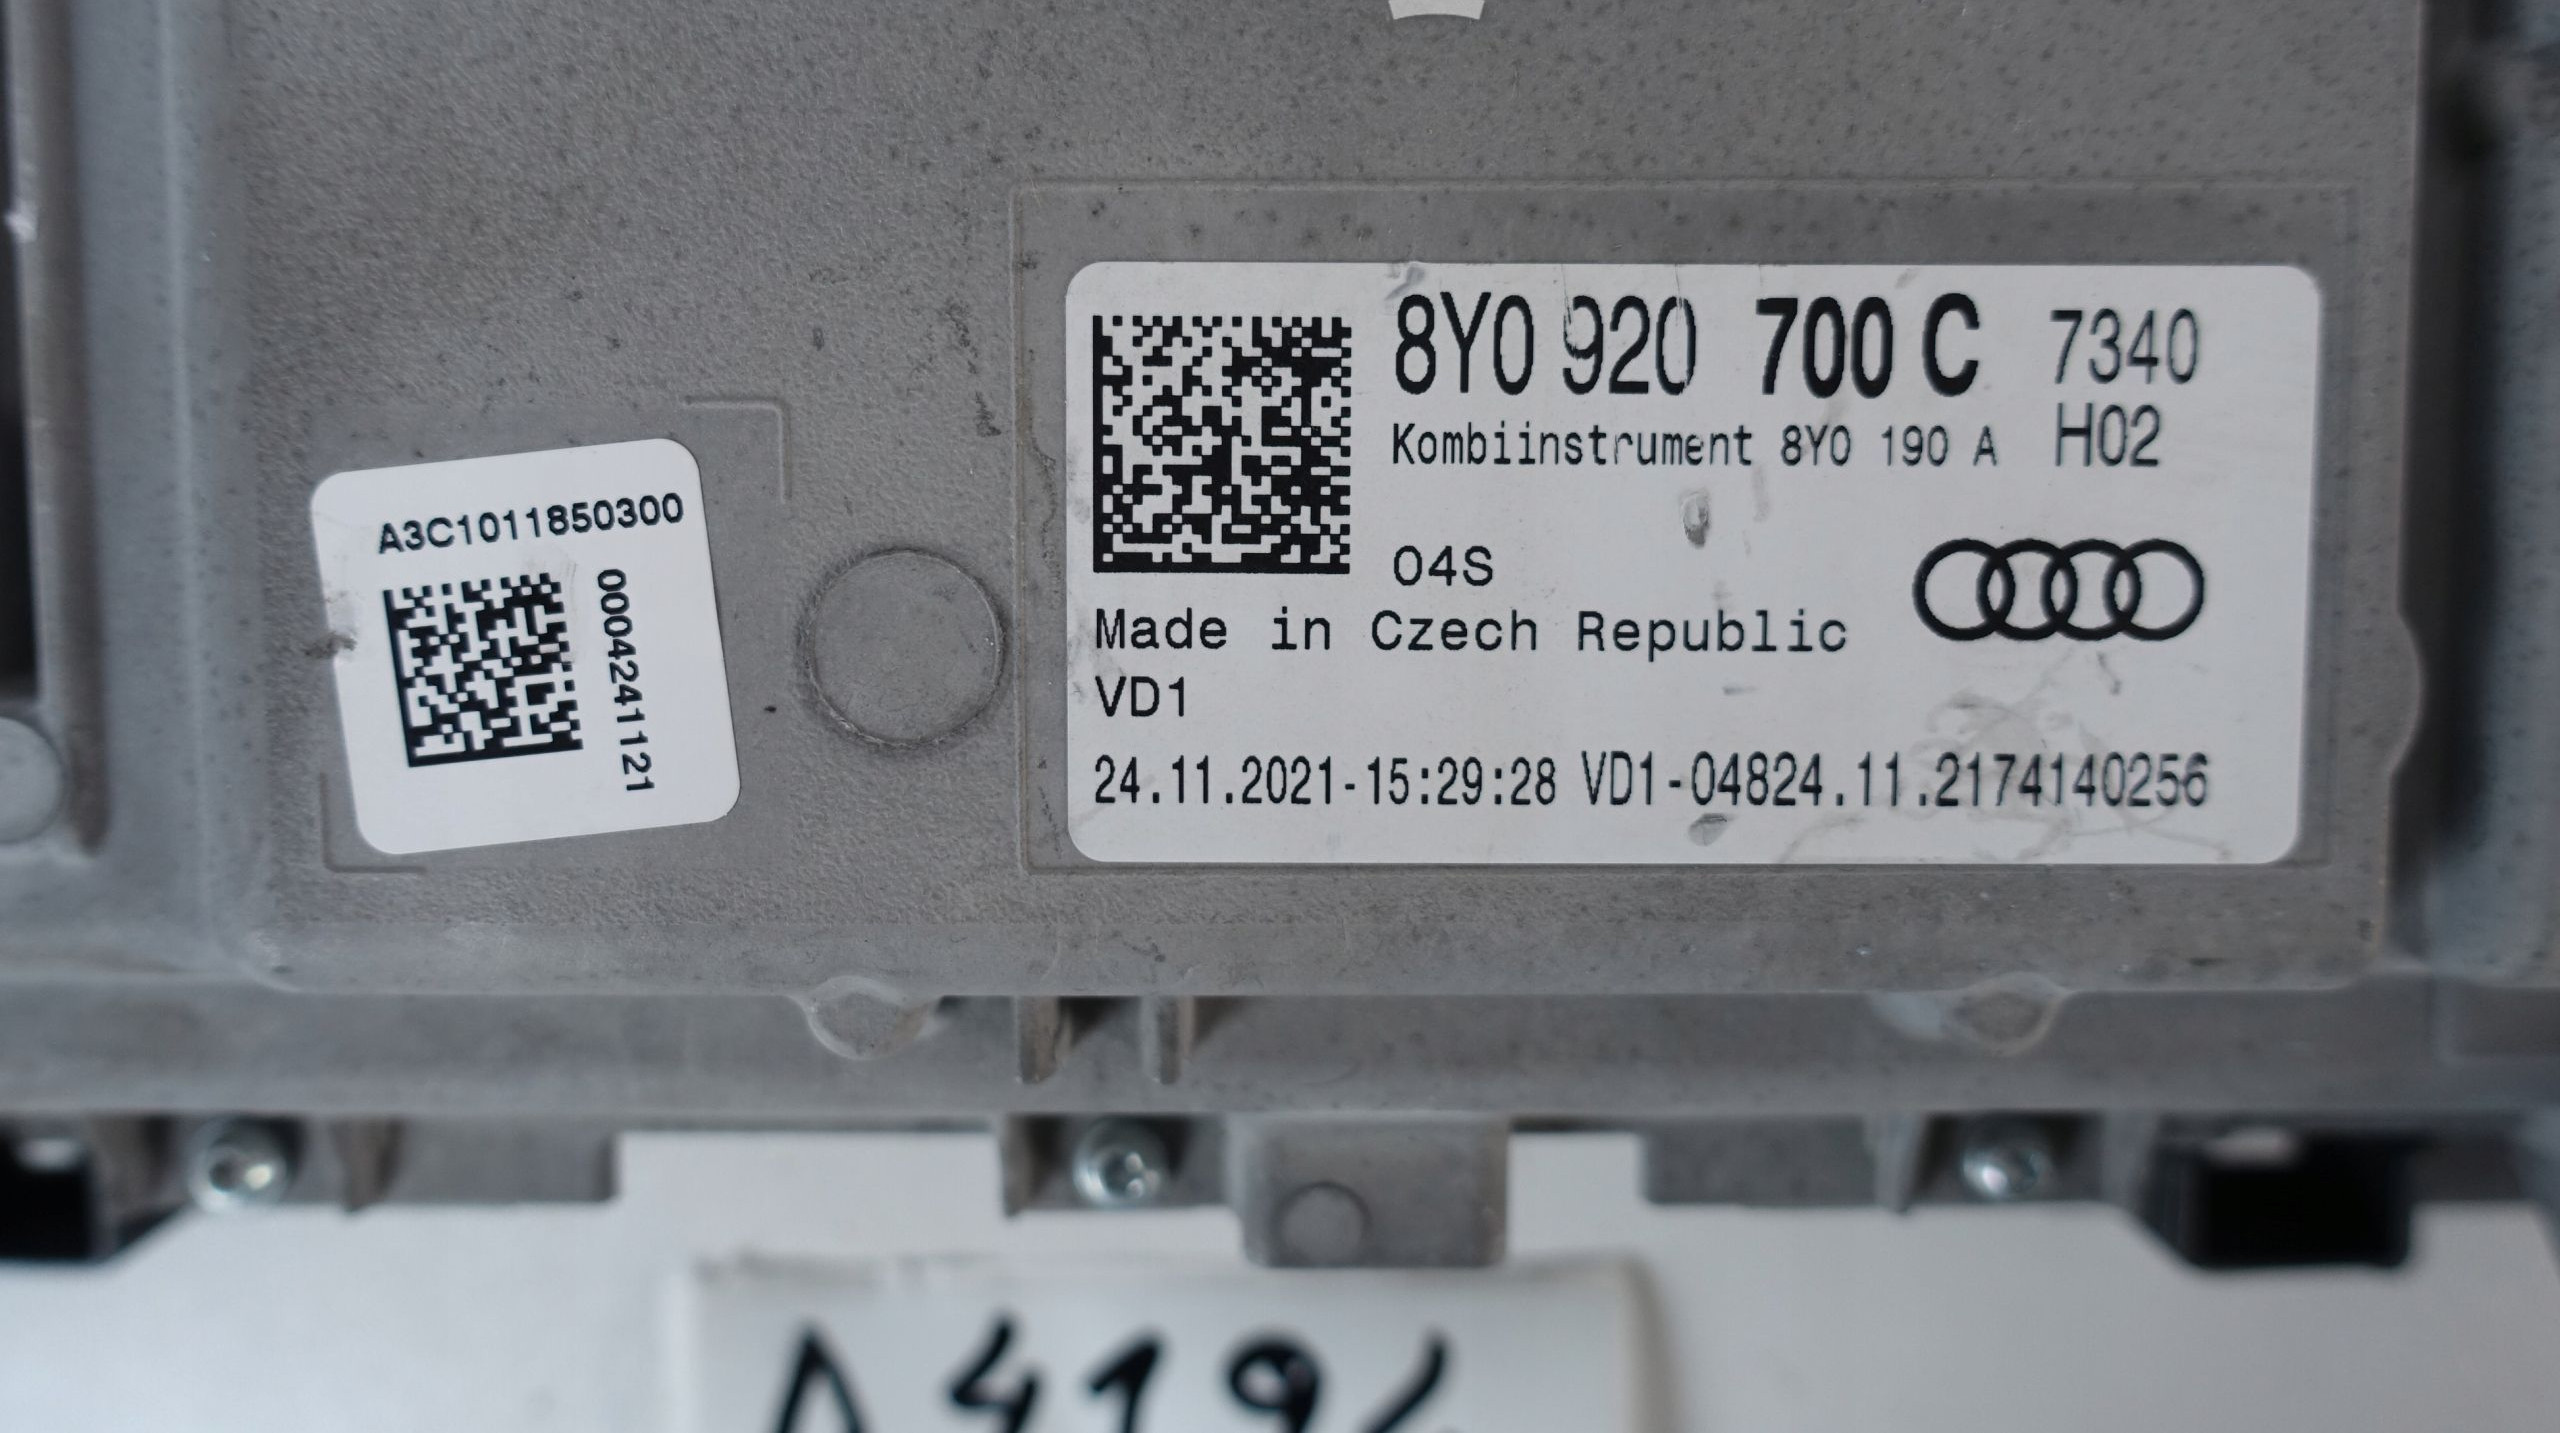 A3C1011850300
0004241121
8Y0 920 700 C 7340
Kombiinstrument 8Y0 190 A H02
04S
Made in Czech Republic
VD1
24.11.2021-15:29:28 VD1-04824.11.2174140256